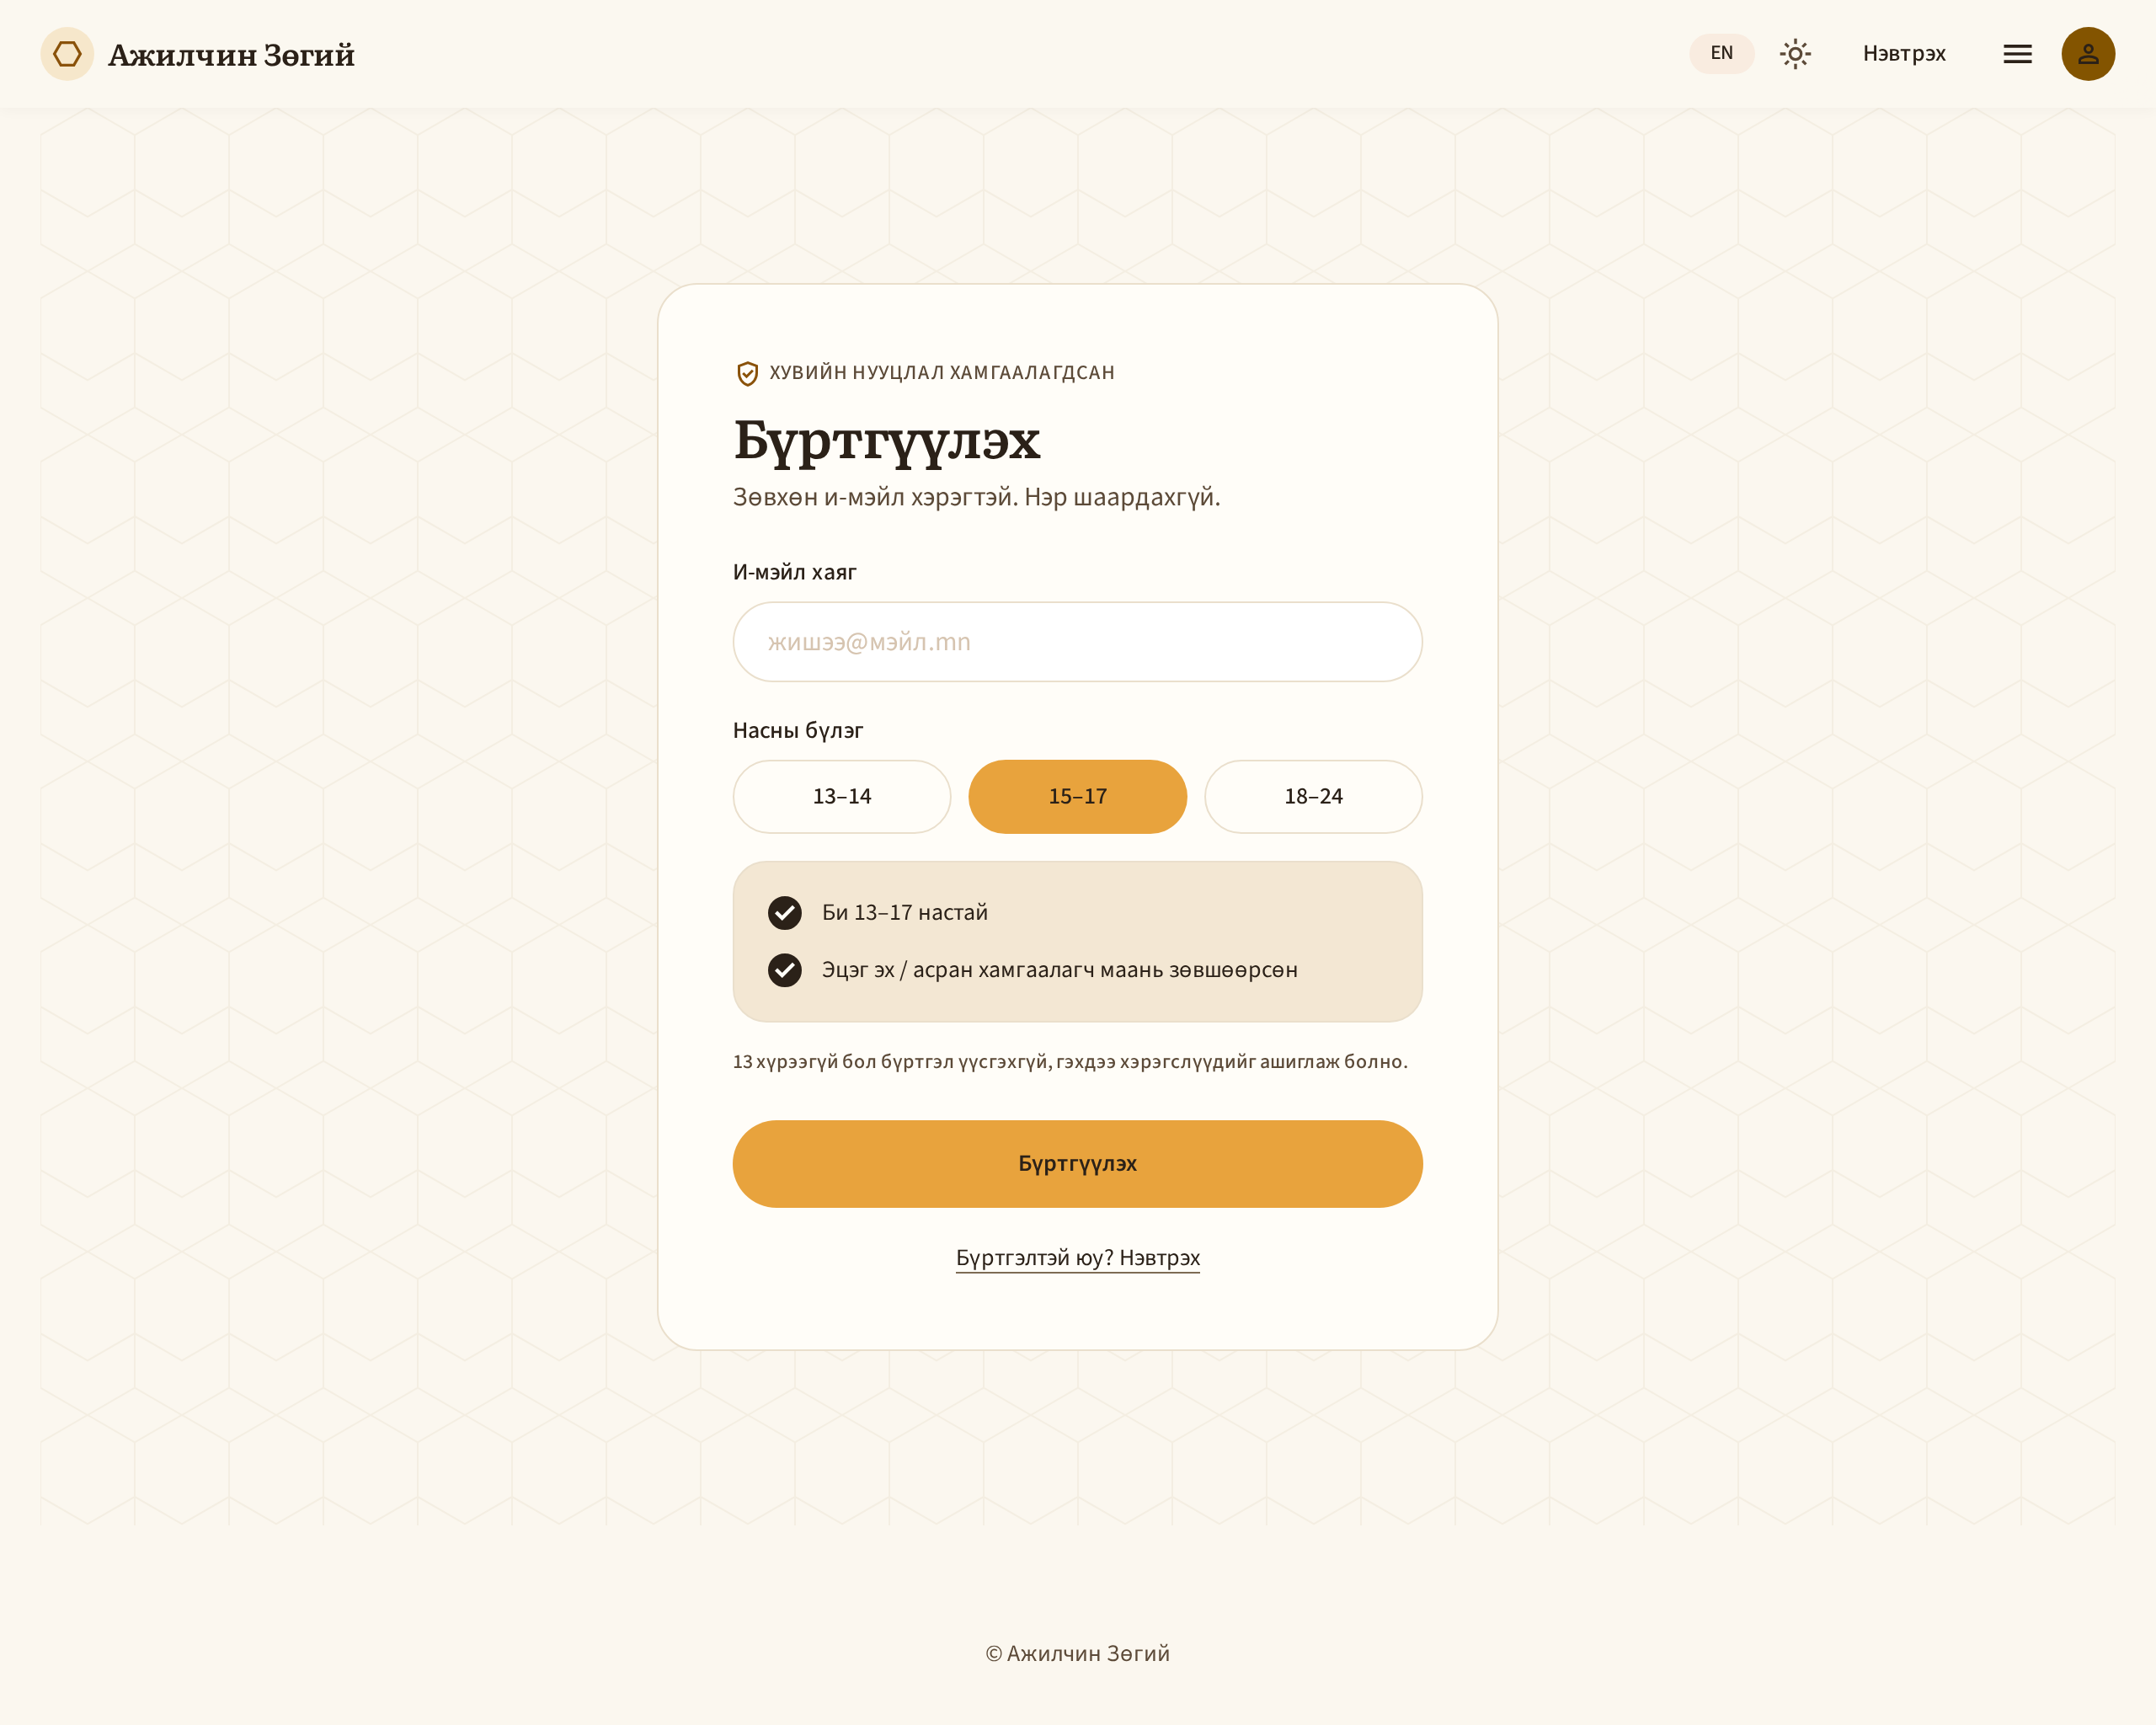 Ажилчин Зөгий
EN
Нэвтрэх
ХУВИЙН НУУЦЛАЛ ХАМГААЛАГДСАН
Бүртгүүлэх
Зөвхөн и-мэйл хэрэгтэй. Нэр шаардахгүй.
И-мэйл хаяг
жишээ@мэйл.mn
Насны бүлэг
13–14
15–17
18–24
Би 13–17 настай
Эцэг эх / асран хамгаалагч маань зөвшөөрсөн
13 хүрээгүй бол бүртгэл үүсгэхгүй, гэхдээ хэрэгслүүдийг ашиглаж болно.
Бүртгүүлэх
Бүртгэлтэй юу? Нэвтрэх
© Ажилчин Зөгий